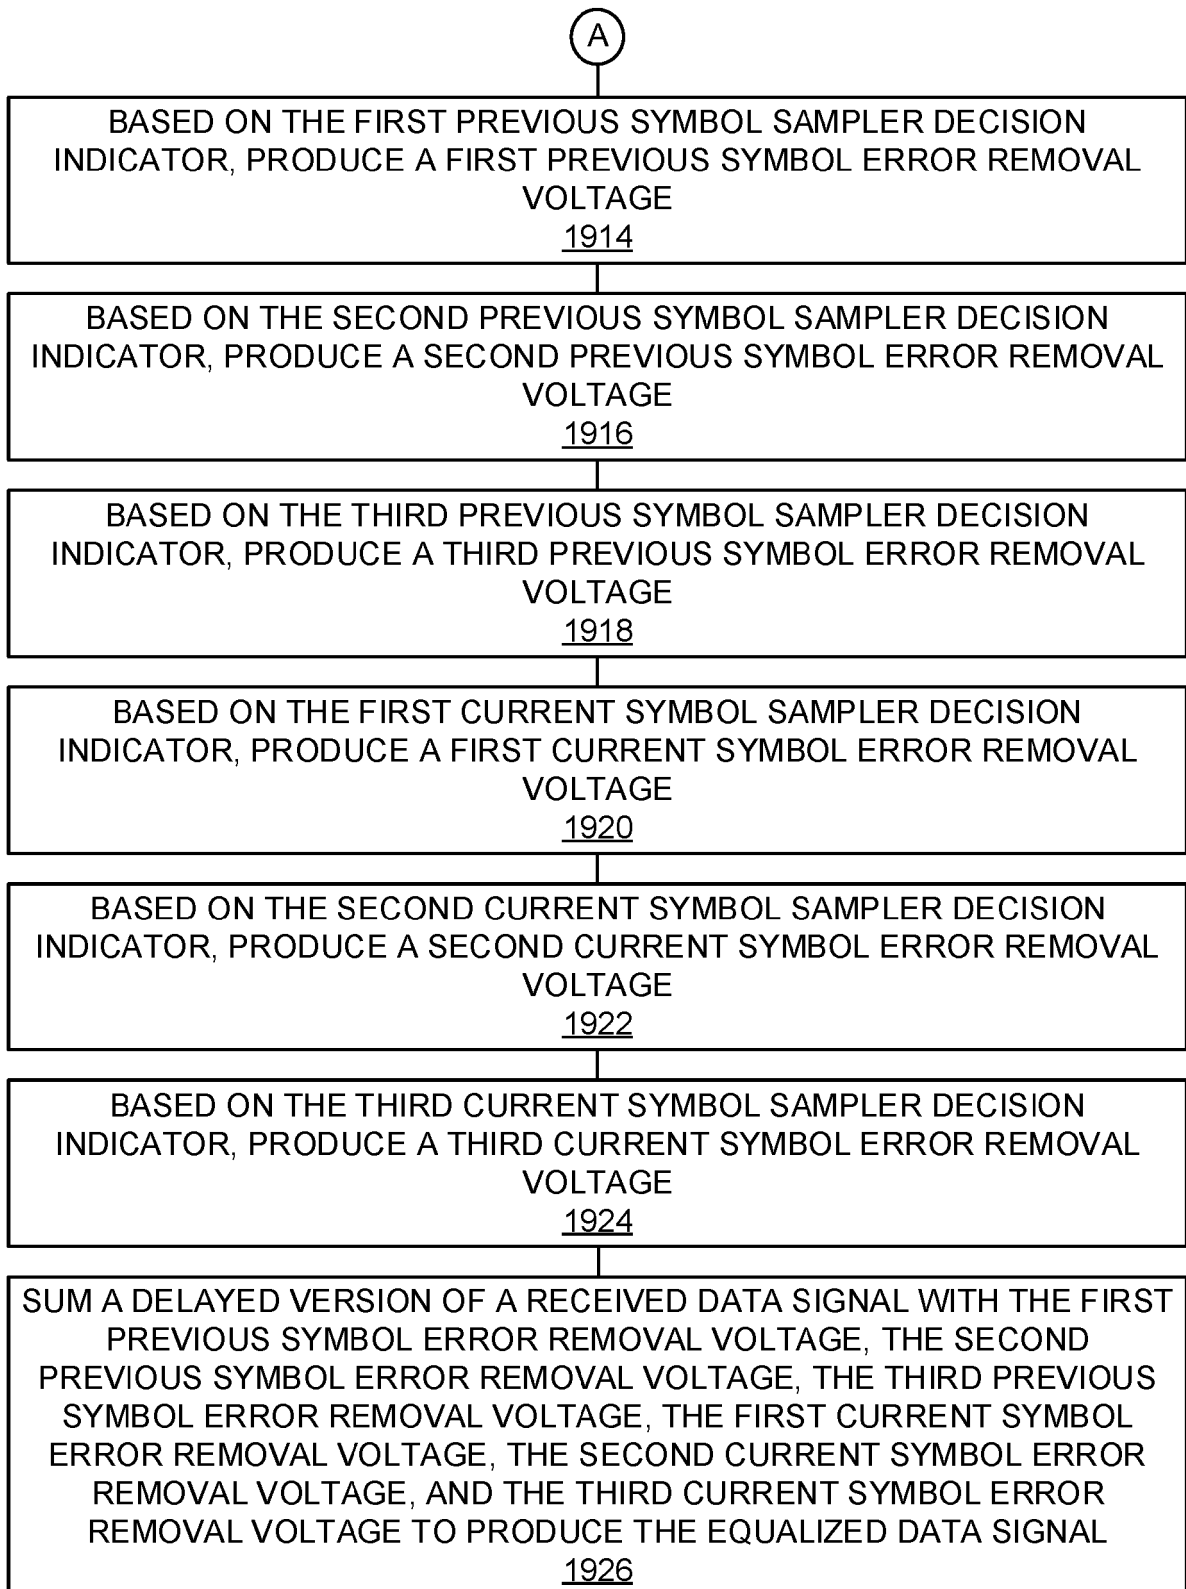 A
BASED ON THE FIRST PREVIOUS SYMBOL SAMPLER DECISION
INDICATOR, PRODUCE A FIRST PREVIOUS SYMBOL ERROR REMOVAL
VOLTAGE
1914
BASED ON THE SECOND PREVIOUS SYMBOL SAMPLER DECISION
INDICATOR, PRODUCE A SECOND PREVIOUS SYMBOL ERROR REMOVAL
VOLTAGE
1916
BASED ON THE THIRD PREVIOUS SYMBOL SAMPLER DECISION
INDICATOR, PRODUCE A THIRD PREVIOUS SYMBOL ERROR REMOVAL
VOLTAGE
1918
BASED ON THE FIRST CURRENT SYMBOL SAMPLER DECISION
INDICATOR, PRODUCE A FIRST CURRENT SYMBOL ERROR REMOVAL
VOLTAGE
1920
BASED ON THE SECOND CURRENT SYMBOL SAMPLER DECISION
INDICATOR, PRODUCE A SECOND CURRENT SYMBOL ERROR REMOVAL
VOLTAGE
1922
BASED ON THE THIRD CURRENT SYMBOL SAMPLER DECISION
INDICATOR, PRODUCE A THIRD CURRENT SYMBOL ERROR REMOVAL
VOLTAGE
1924
SUM A DELAYED VERSION OF A RECEIVED DATA SIGNAL WITH THE FIRST
PREVIOUS SYMBOL ERROR REMOVAL VOLTAGE, THE SECOND
PREVIOUS SYMBOL ERROR REMOVAL VOLTAGE, THE THIRD PREVIOUS
SYMBOL ERROR REMOVAL VOLTAGE, THE FIRST CURRENT SYMBOL
ERROR REMOVAL VOLTAGE, THE SECOND CURRENT SYMBOL ERROR
REMOVAL VOLTAGE, AND THE THIRD CURRENT SYMBOL ERROR
REMOVAL VOLTAGE TO PRODUCE THE EQUALIZED DATA SIGNAL
1926